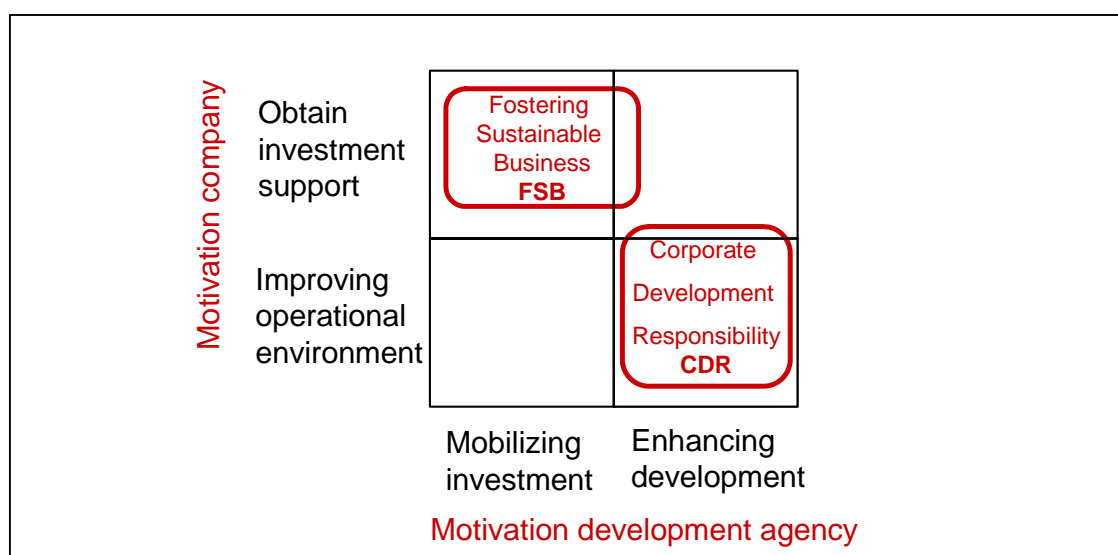 Motivation company
Obtain
investment
support
Fostering
Sustainable
Business
FSB
Improving
operational
environment
Corporate
Development
Responsibility
CDR
Mobilizing
investment
Enhancing
development
Motivation development agency